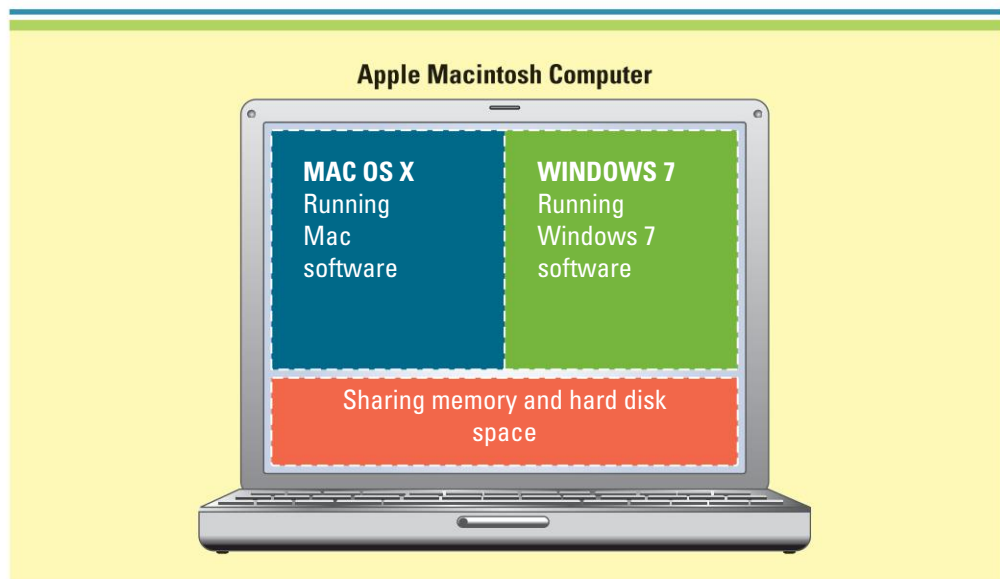 Apple Macintosh Computer
MAC OS X
Running
Mac
software
WINDOWS 7
Running
Windows 7
software
Sharing memory and hard disk
space